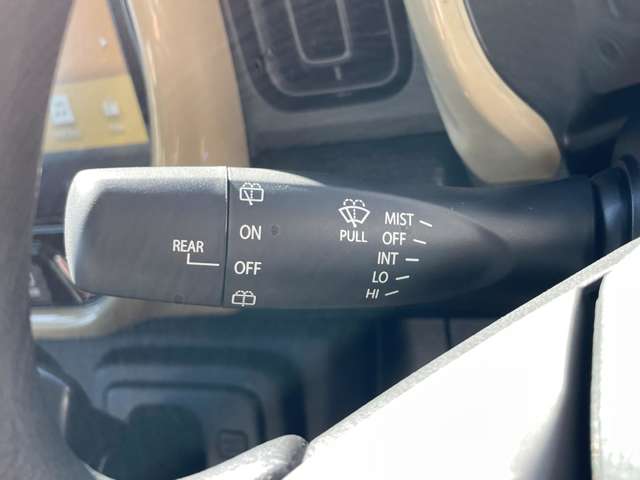 REAR
ON
OFF
PULL
MIST
OFF
INT
LO
HI